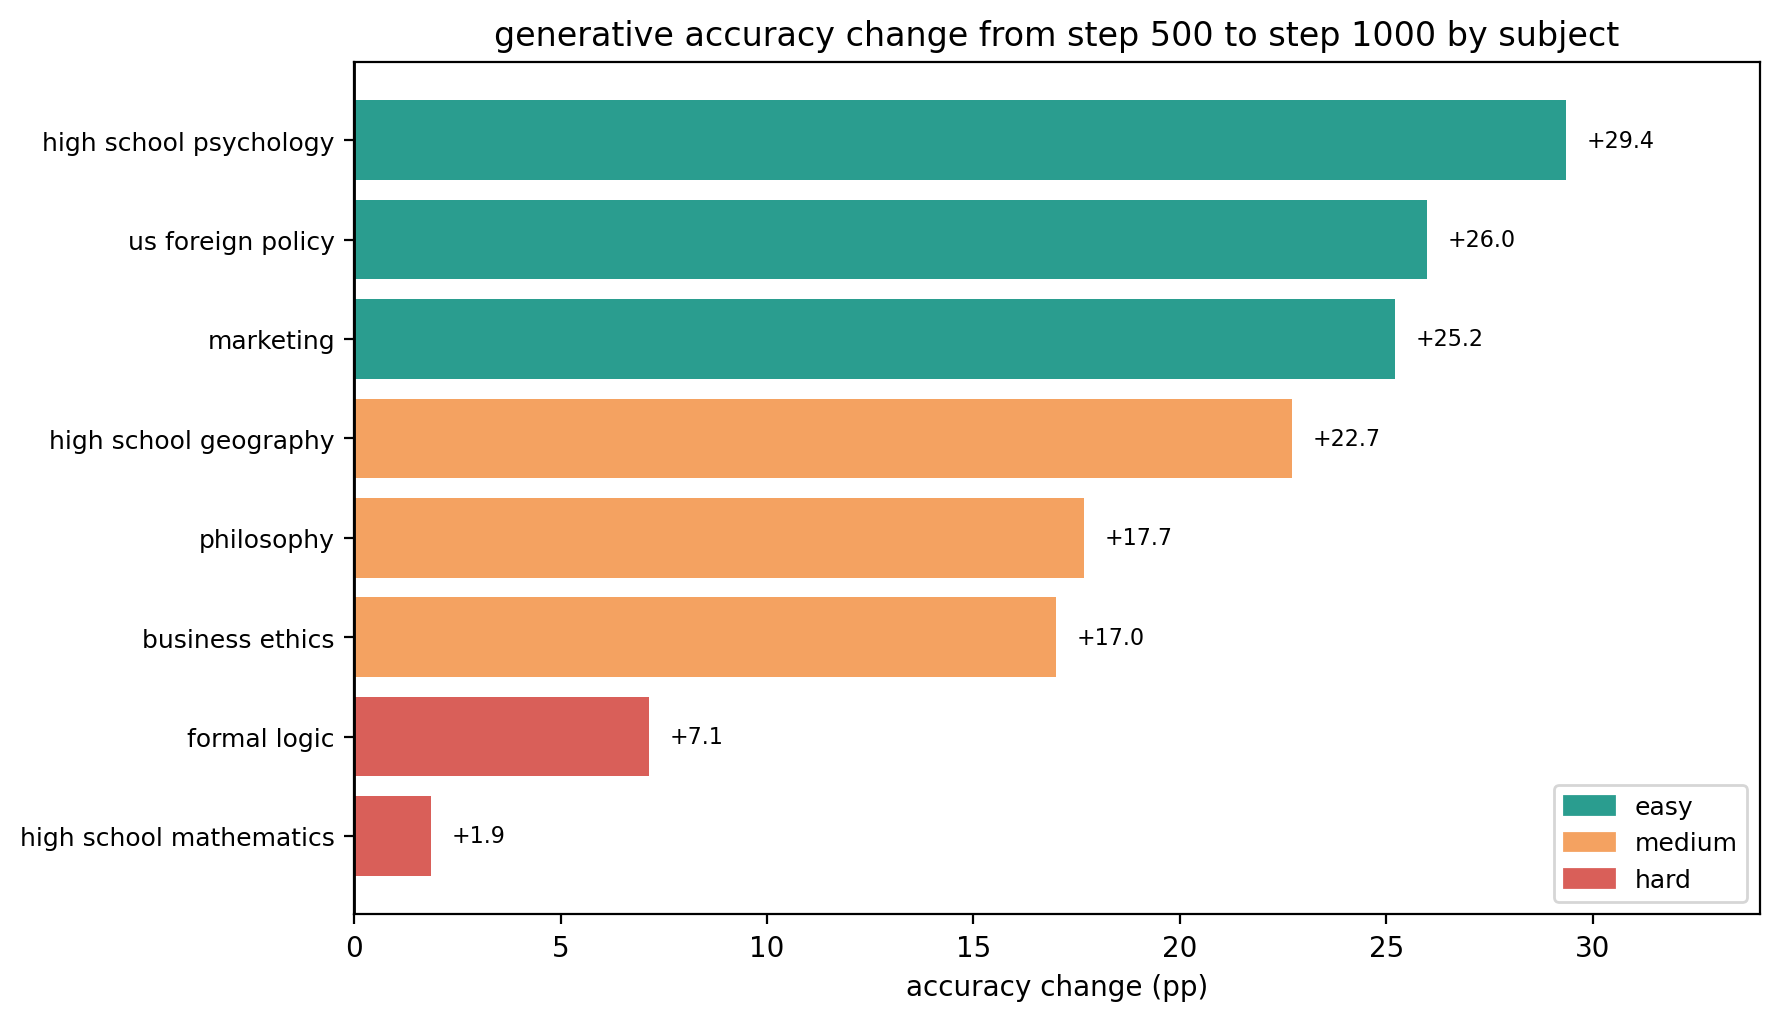 generative accuracy change from step 500 to step 1000 by subject
high school psychology +29.4
us foreign policy +26.0
marketing +25.2
high school geography +22.7
philosophy +17.7
business ethics +17.0
formal logic +7.1
high school mathematics +1.9
easy
medium
hard
0 5 10 15 20 25 30
accuracy change (pp)